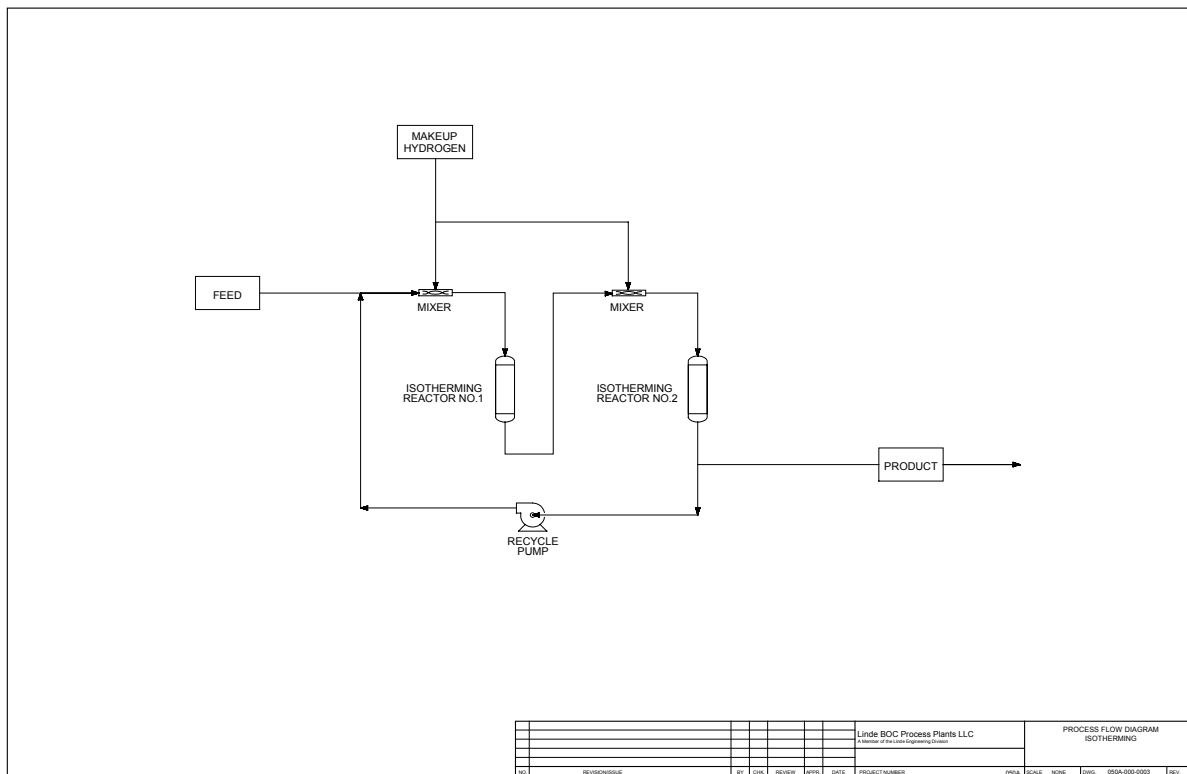 MAKEUP
HYDROGEN
FEED
MIXER
MIXER
ISOTHERMING
REACTOR NO.1
ISOTHERMING
REACTOR NO.2
PRODUCT
RECYCLE
PUMP
Linde BOC Process Plants LLC
A Member of the Linde Engineering Division
PROCESS FLOW DIAGRAM
ISOTHERMING
NO. REVISION/ISSUE BY CHK. REVIEW APPR. DATE PROJECT NUMBER 050A SCALE NONE DWG. 050A-000-0003 REV.